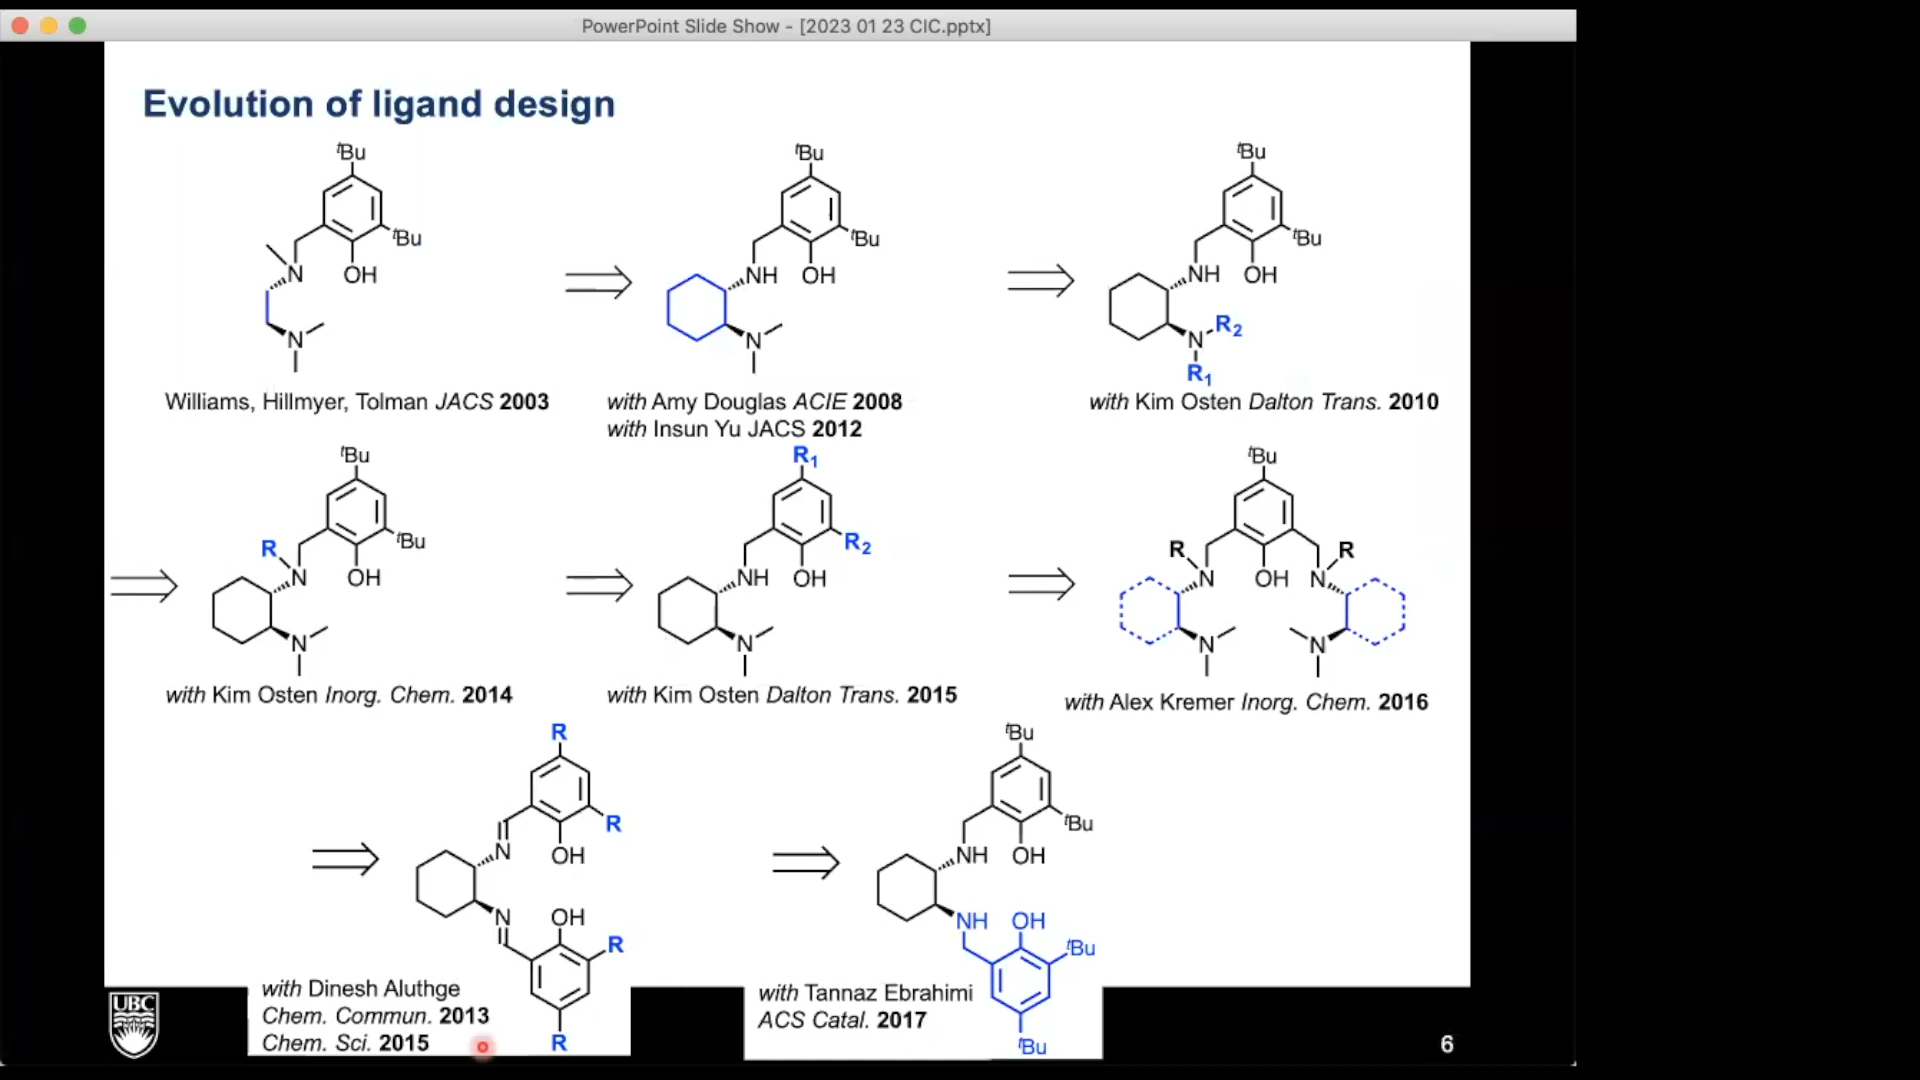 PowerPoint Slide Show - [2023 01 23 CIC.pptx]
Evolution of ligand design
tBu
tBu
N
OH
N
Williams, Hillmyer, Tolman JACS 2003
tBu
tBu
NH
OH
N
with Amy Douglas ACIE 2008
with Insun Yu JACS 2012
tBu
tBu
NH
OH
N
R2
R1
with Kim Osten Dalton Trans. 2010
tBu
tBu
R
N
OH
N
with Kim Osten Inorg. Chem. 2014
R1
R2
NH
OH
N
with Kim Osten Dalton Trans. 2015
tBu
R
R
N
OH
N
N
N
with Alex Kremer Inorg. Chem. 2016
R
R
N
OH
N
OH
R
R
with Dinesh Aluthge
Chem. Commun. 2013
Chem. Sci. 2015
tBu
tBu
NH
OH
NH
OH
tBu
tBu
with Tannaz Ebrahimi
ACS Catal. 2017
UBC
6